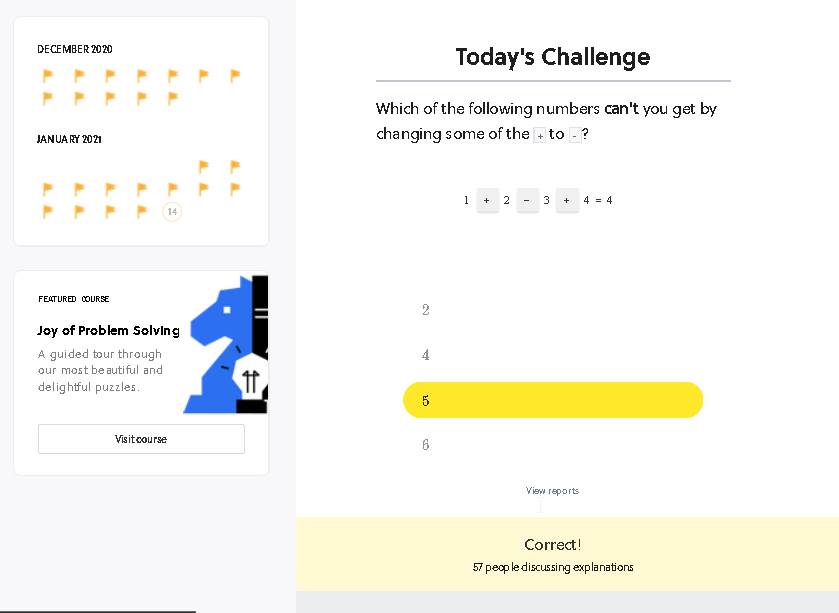 DECEMBER 2020
JANUARY 2021
14
FEATURED COURSE
Joy of Problem Solving
A guided tour through
our most beautiful and
delightful puzzles.
Visit course
Today's Challenge
Which of the following numbers can't you get by
changing some of the + to -?
1 + 2 - 3 + 4 = 4
2
4
5
6
View reports
Correct!
57 people discussing explanations